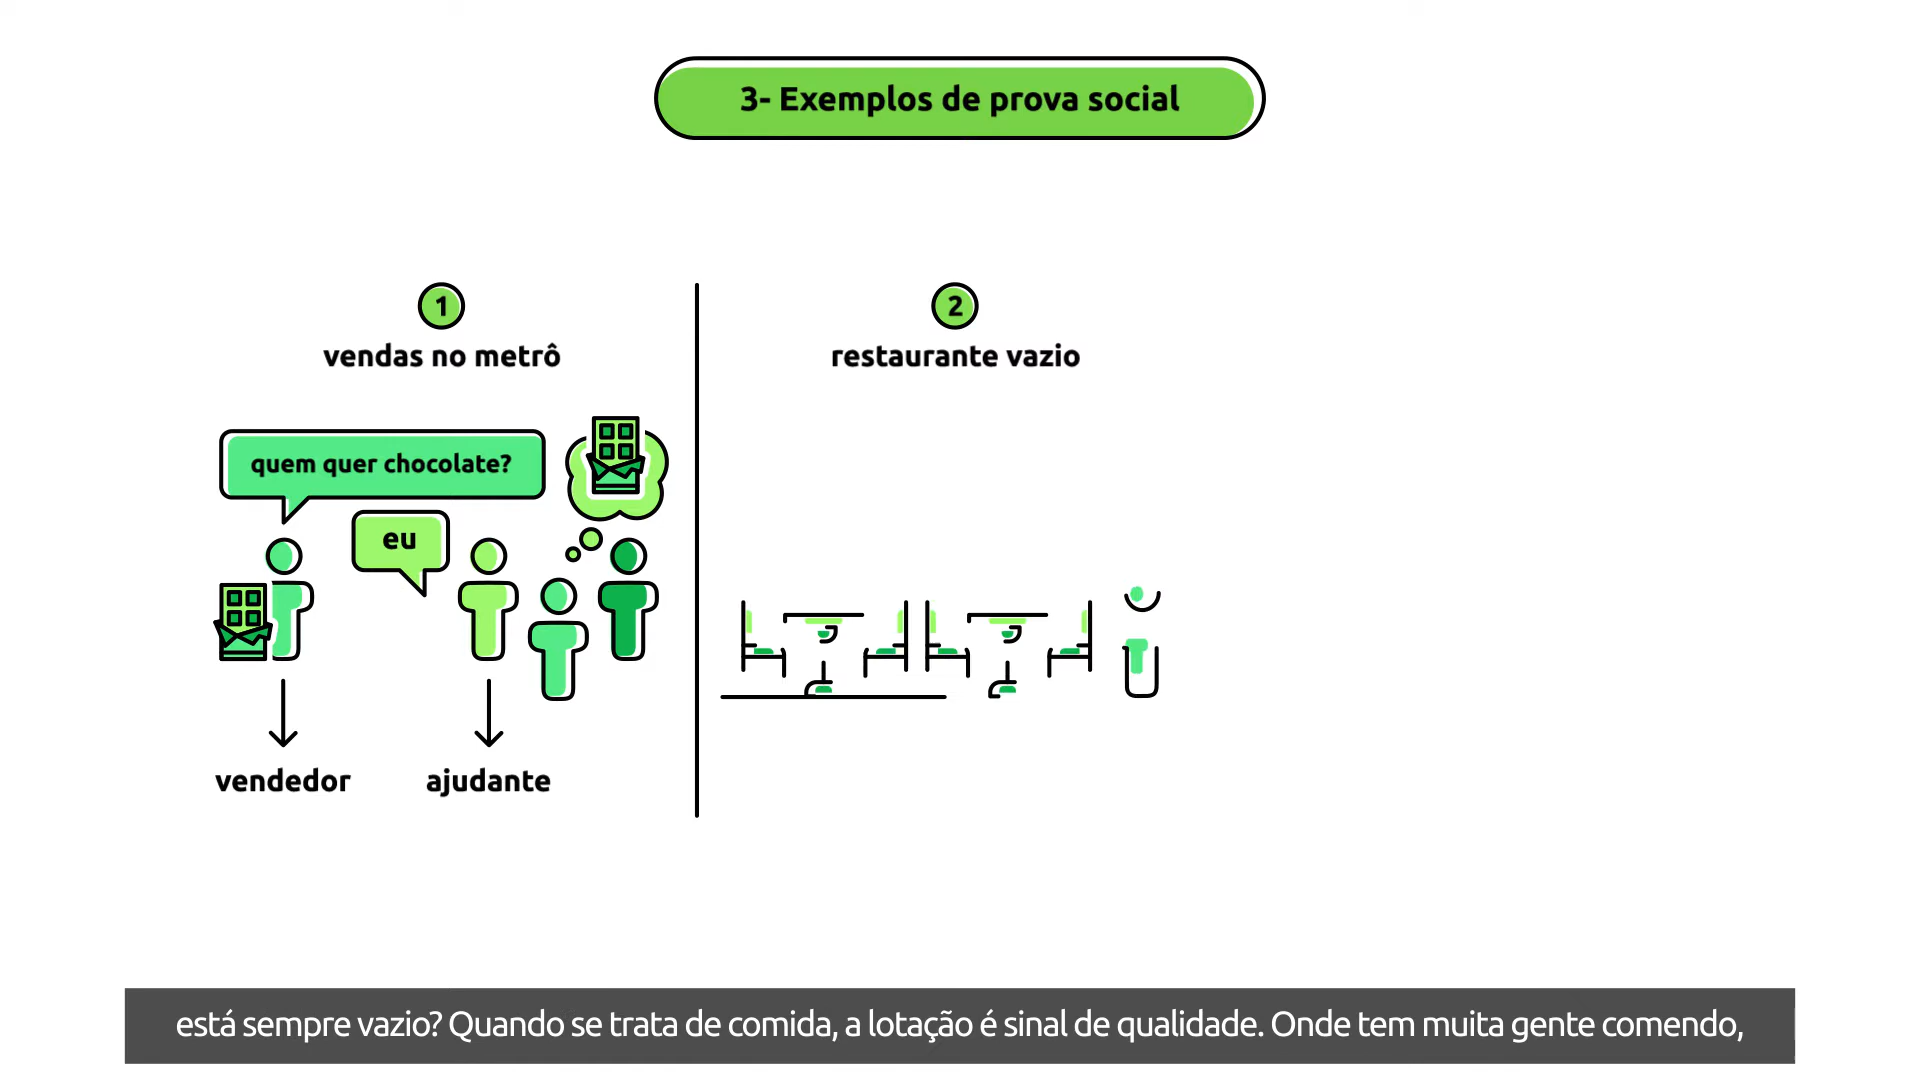 3- Exemplos de prova social
1
vendas no metrô
quem quer chocolate?
eu
vendedor
ajudante
2
restaurante vazio
está sempre vazio? Quando se trata de comida, a lotação é sinal de qualidade. Onde tem muita gente comendo,